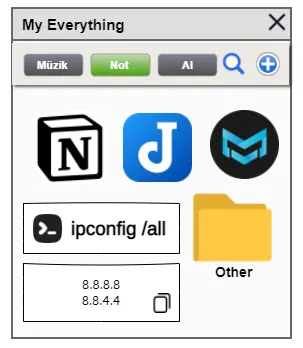 My Everything
Müzik
Not
AI
N
J
M
ipconfig /all
8.8.8.8
8.8.4.4
Other